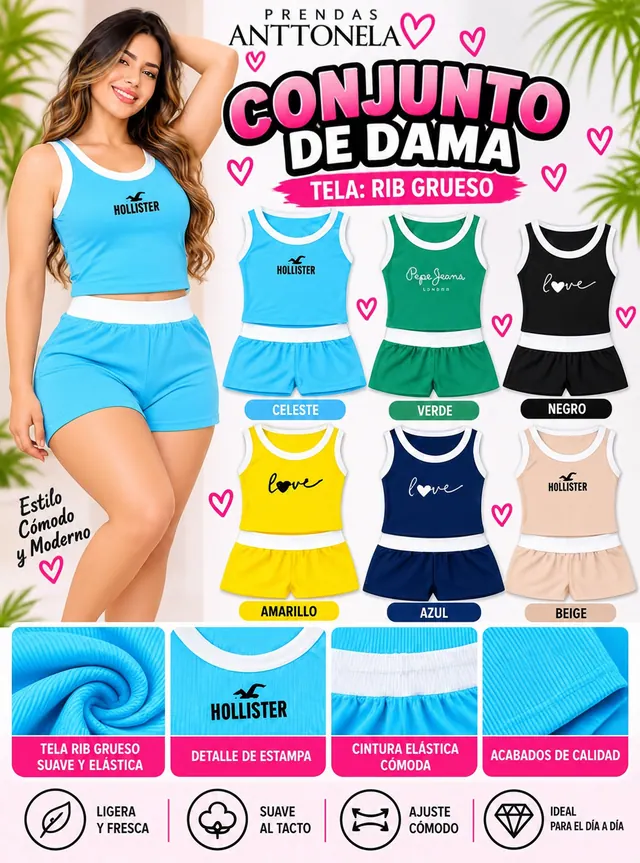 PRENDAS
ANTTONELA
CONJUNTO
DE DAMA
TELA: RIB GRUESO
HOLLISTER
HOLLISTER
Pepe Jeans
LONDON
love
CELESTE
VERDE
NEGRO
love
love
HOLLISTER
Estilo
Cómodo
y Moderno
AMARILLO
AZUL
BEIGE
HOLLISTER
TELA RIB GRUESO
SUAVE Y ELÁSTICA
DETALLE DE ESTAMPA
CINTURA ELÁSTICA
CÓMODA
ACABADOS DE CALIDAD
LIGERA
Y FRESCA
SUAVE
AL TACTO
AJUSTE
CÓMODO
IDEAL
PARA EL DÍA A DÍA